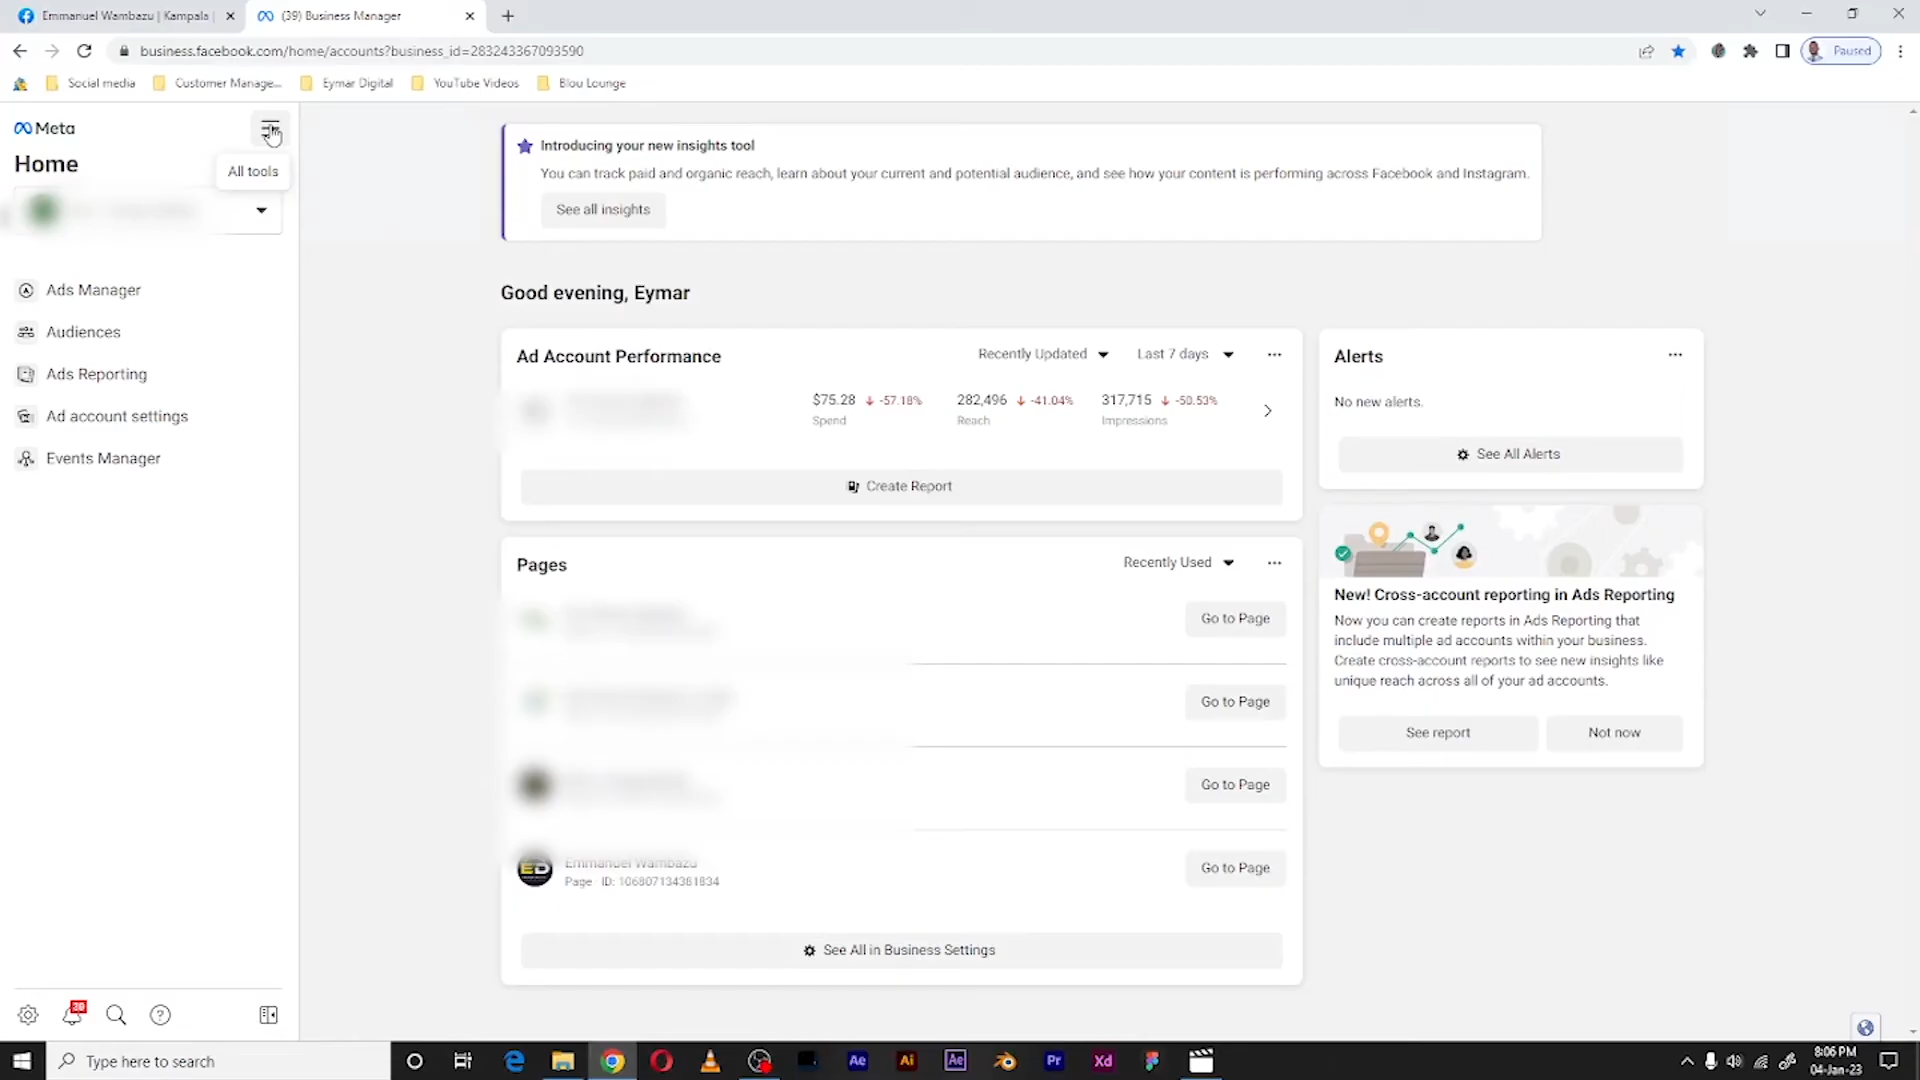 Emmanuel Wambazu | Kampala
(39) Business Manager
business.facebook.com/home/accounts?business_id=283243367093590
Paused
Social media
Customer Manage...
Eymar Digital
YouTube Videos
Blou Lounge
Meta
Home
All tools
Ads Manager
Audiences
Ads Reporting
Ad account settings
Events Manager
Introducing your new insights tool
You can track paid and organic reach, learn about your current and potential audience, and see how your content is performing across Facebook and Instagram.
See all insights
Good evening, Eymar
Ad Account Performance
Recently Updated
Last 7 days
$75.28 ↓ -57.18%
Spend
282,496 ↓ -41.04%
Reach
317,715 ↓ -50.53%
Impressions
Create Report
Alerts
No new alerts.
See All Alerts
Pages
Recently Used
Go to Page
Go to Page
Go to Page
ED
Emmanuel Wambazu
Page · ID: 106807134381834
Go to Page
See All in Business Settings
New! Cross-account reporting in Ads Reporting
Now you can create reports in Ads Reporting that
include multiple ad accounts within your business.
Create cross-account reports to see new insights like
unique reach across all of your ad accounts.
See report
Not now
Type here to search
Ae
Ai
Ae
Pr
Xd
8:06 PM
04-Jan-23